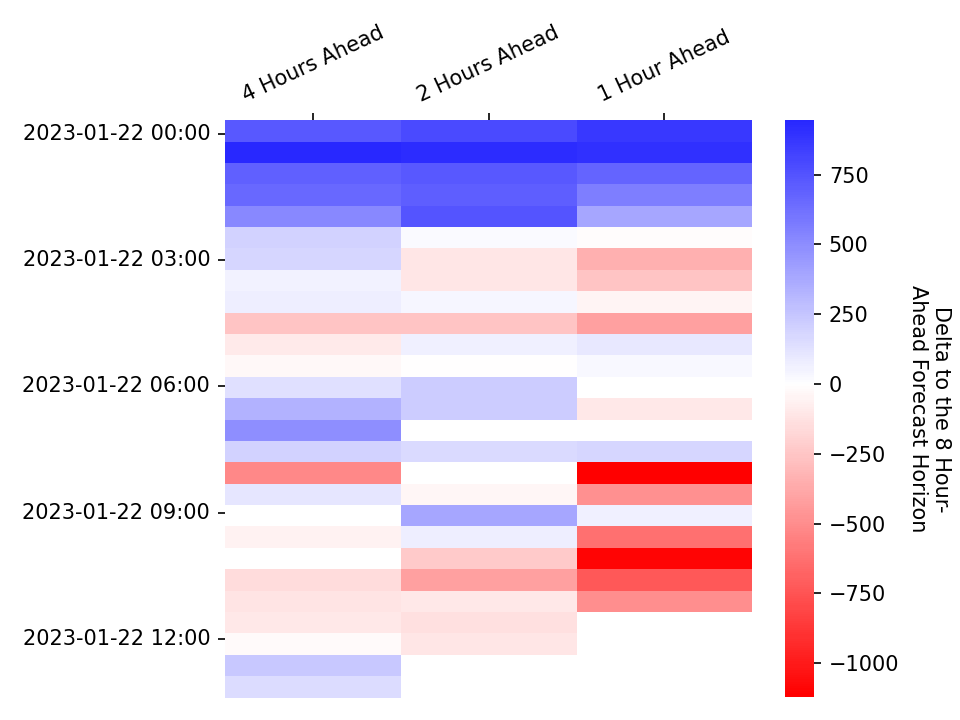 4 Hours Ahead
2 Hours Ahead
1 Hour Ahead
2023-01-22 00:00
2023-01-22 03:00
2023-01-22 06:00
2023-01-22 09:00
2023-01-22 12:00
750
500
250
0
−250
−500
−750
−1000
Delta to the 8 Hour-
Ahead Forecast Horizon